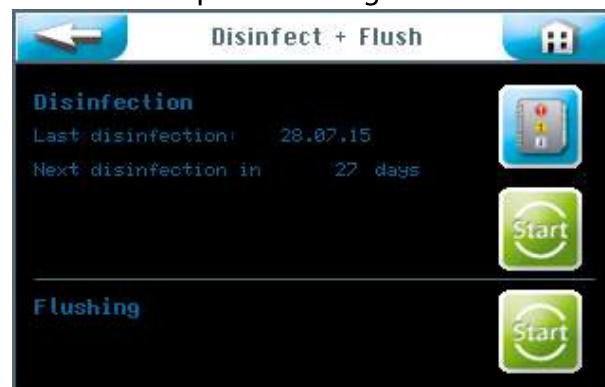 Disinfect + Flush
Disinfection
Last disinfection: 28.07.15
Next disinfection in 27 days
Start
Flushing
Start